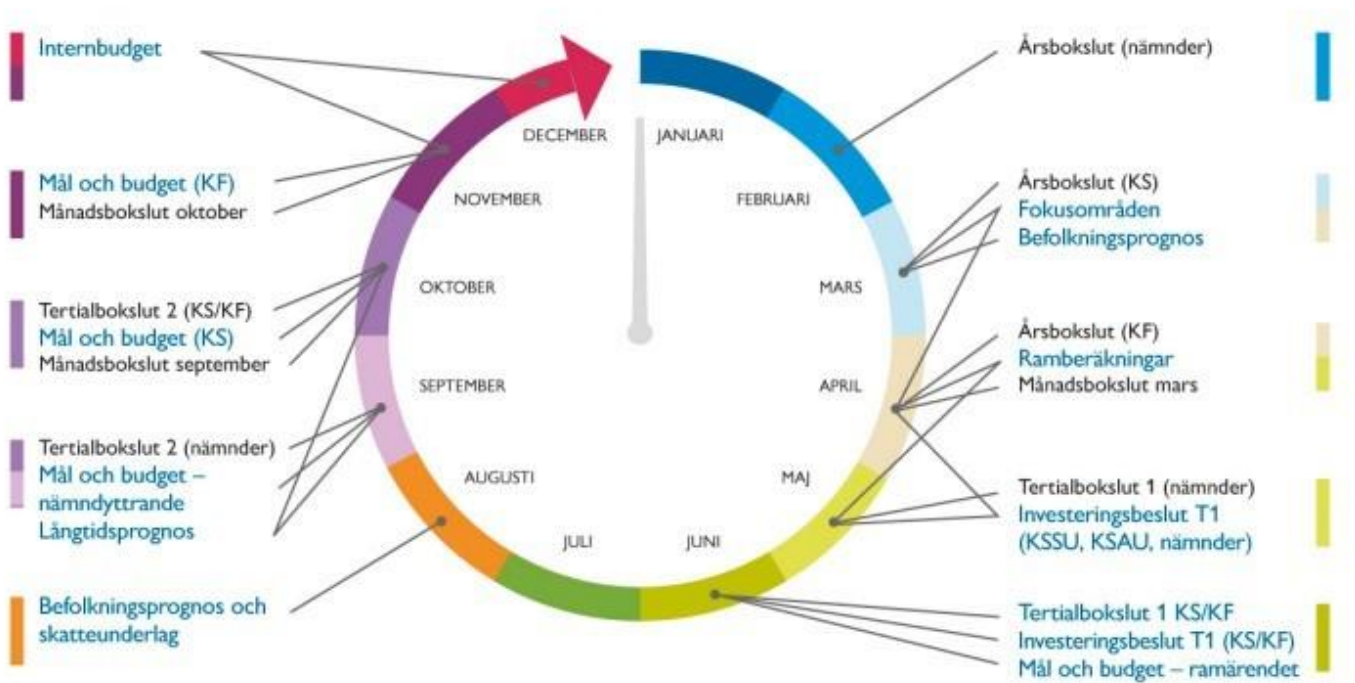 Internbudget
Mål och budget (KF)
Månadsbokslut oktober
Tertialbokslut 2 (KS/KF)
Mål och budget (KS)
Månadsbokslut september
Tertialbokslut 2 (nämnder)
Mål och budget –
nämndyttrande
Långtidsprognos
Befolkningsprognos och
skatteunderlag
DECEMBER
JANUARI
NOVEMBER
FEBRUARI
OKTOBER
MARS
SEPTEMBER
APRIL
AUGUSTI
MAJ
JULI
JUNI
Årsbokslut (nämnder)
Årsbokslut (KS)
Fokusområden
Befolkningsprognos
Årsbokslut (KF)
Ramberäkningar
Månadsbokslut mars
Tertialbokslut 1 (nämnder)
Investeringsbeslut T1
(KSSU, KSAU, nämnder)
Tertialbokslut 1 KS/KF
Investeringsbeslut T1 (KS/KF)
Mål och budget – ramärendet